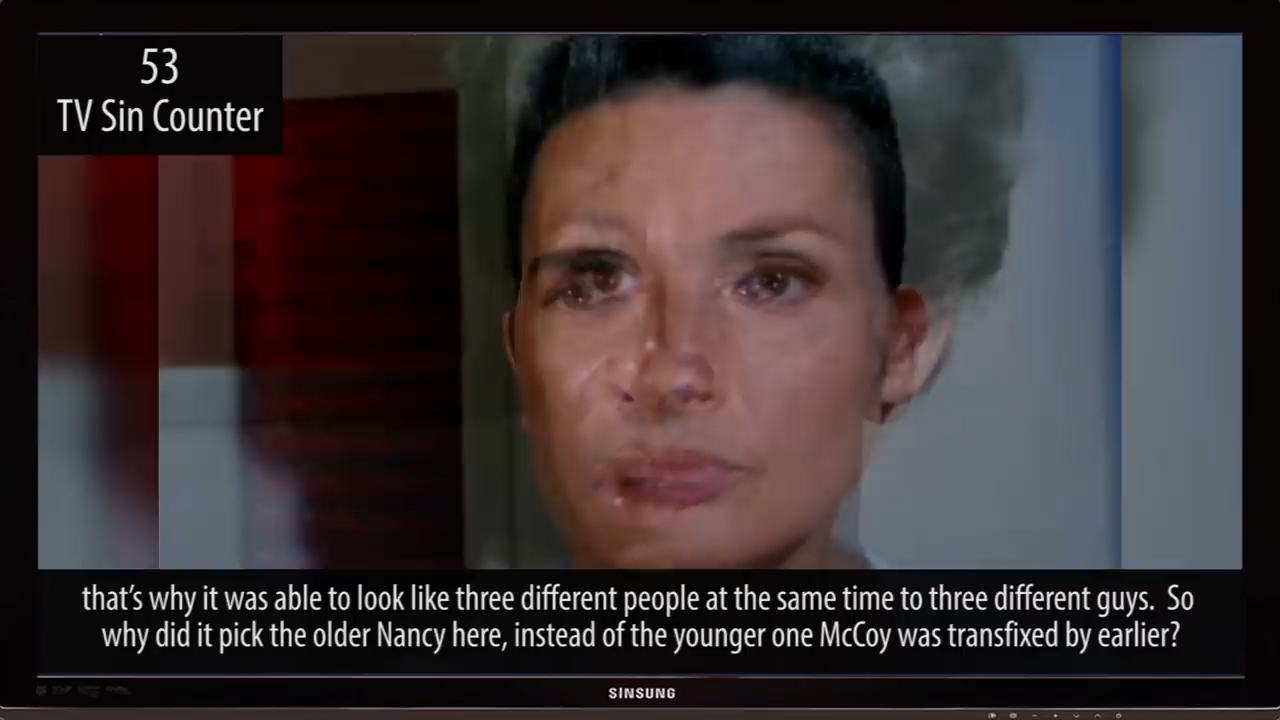 53
TV Sin Counter
that's why it was able to look like three different people at the same time to three different guys.  So
why did it pick the older Nancy here, instead of the younger one McCoy was transfixed by earlier?
SINSUNG